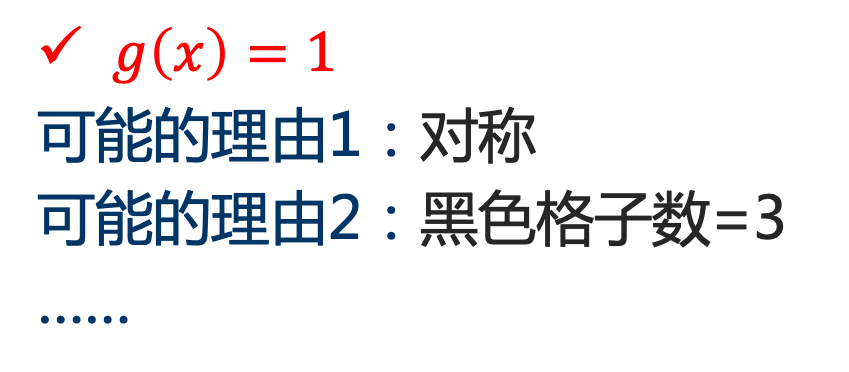 ✓ g(x) = 1
可能的理由1：对称
可能的理由2：黑色格子数=3
……